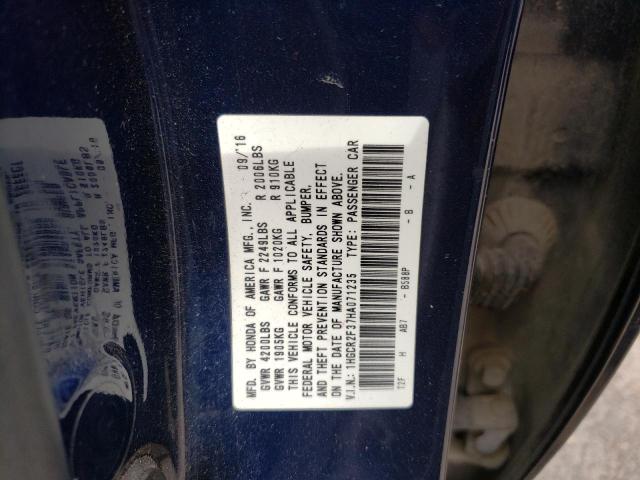 MFD. BY HONDA OF AMERICA MFG., INC. 09/'16
GVWR 4200LBS GAWR F 2249LBS R 2006LBS
GVWR 1905KG GAWR F 1020KG R 910KG
THIS VEHICLE CONFORMS TO ALL APPLICABLE
FEDERAL MOTOR VEHICLE SAFETY, BUMPER,
AND THEFT PREVENTION STANDARDS IN EFFECT
ON THE DATE OF MANUFACTURE SHOWN ABOVE.
V.I.N.: 1HGCR2F37HA071235 TYPE: PASSENGER CAR
T2F H AB7 - B588P - B - A